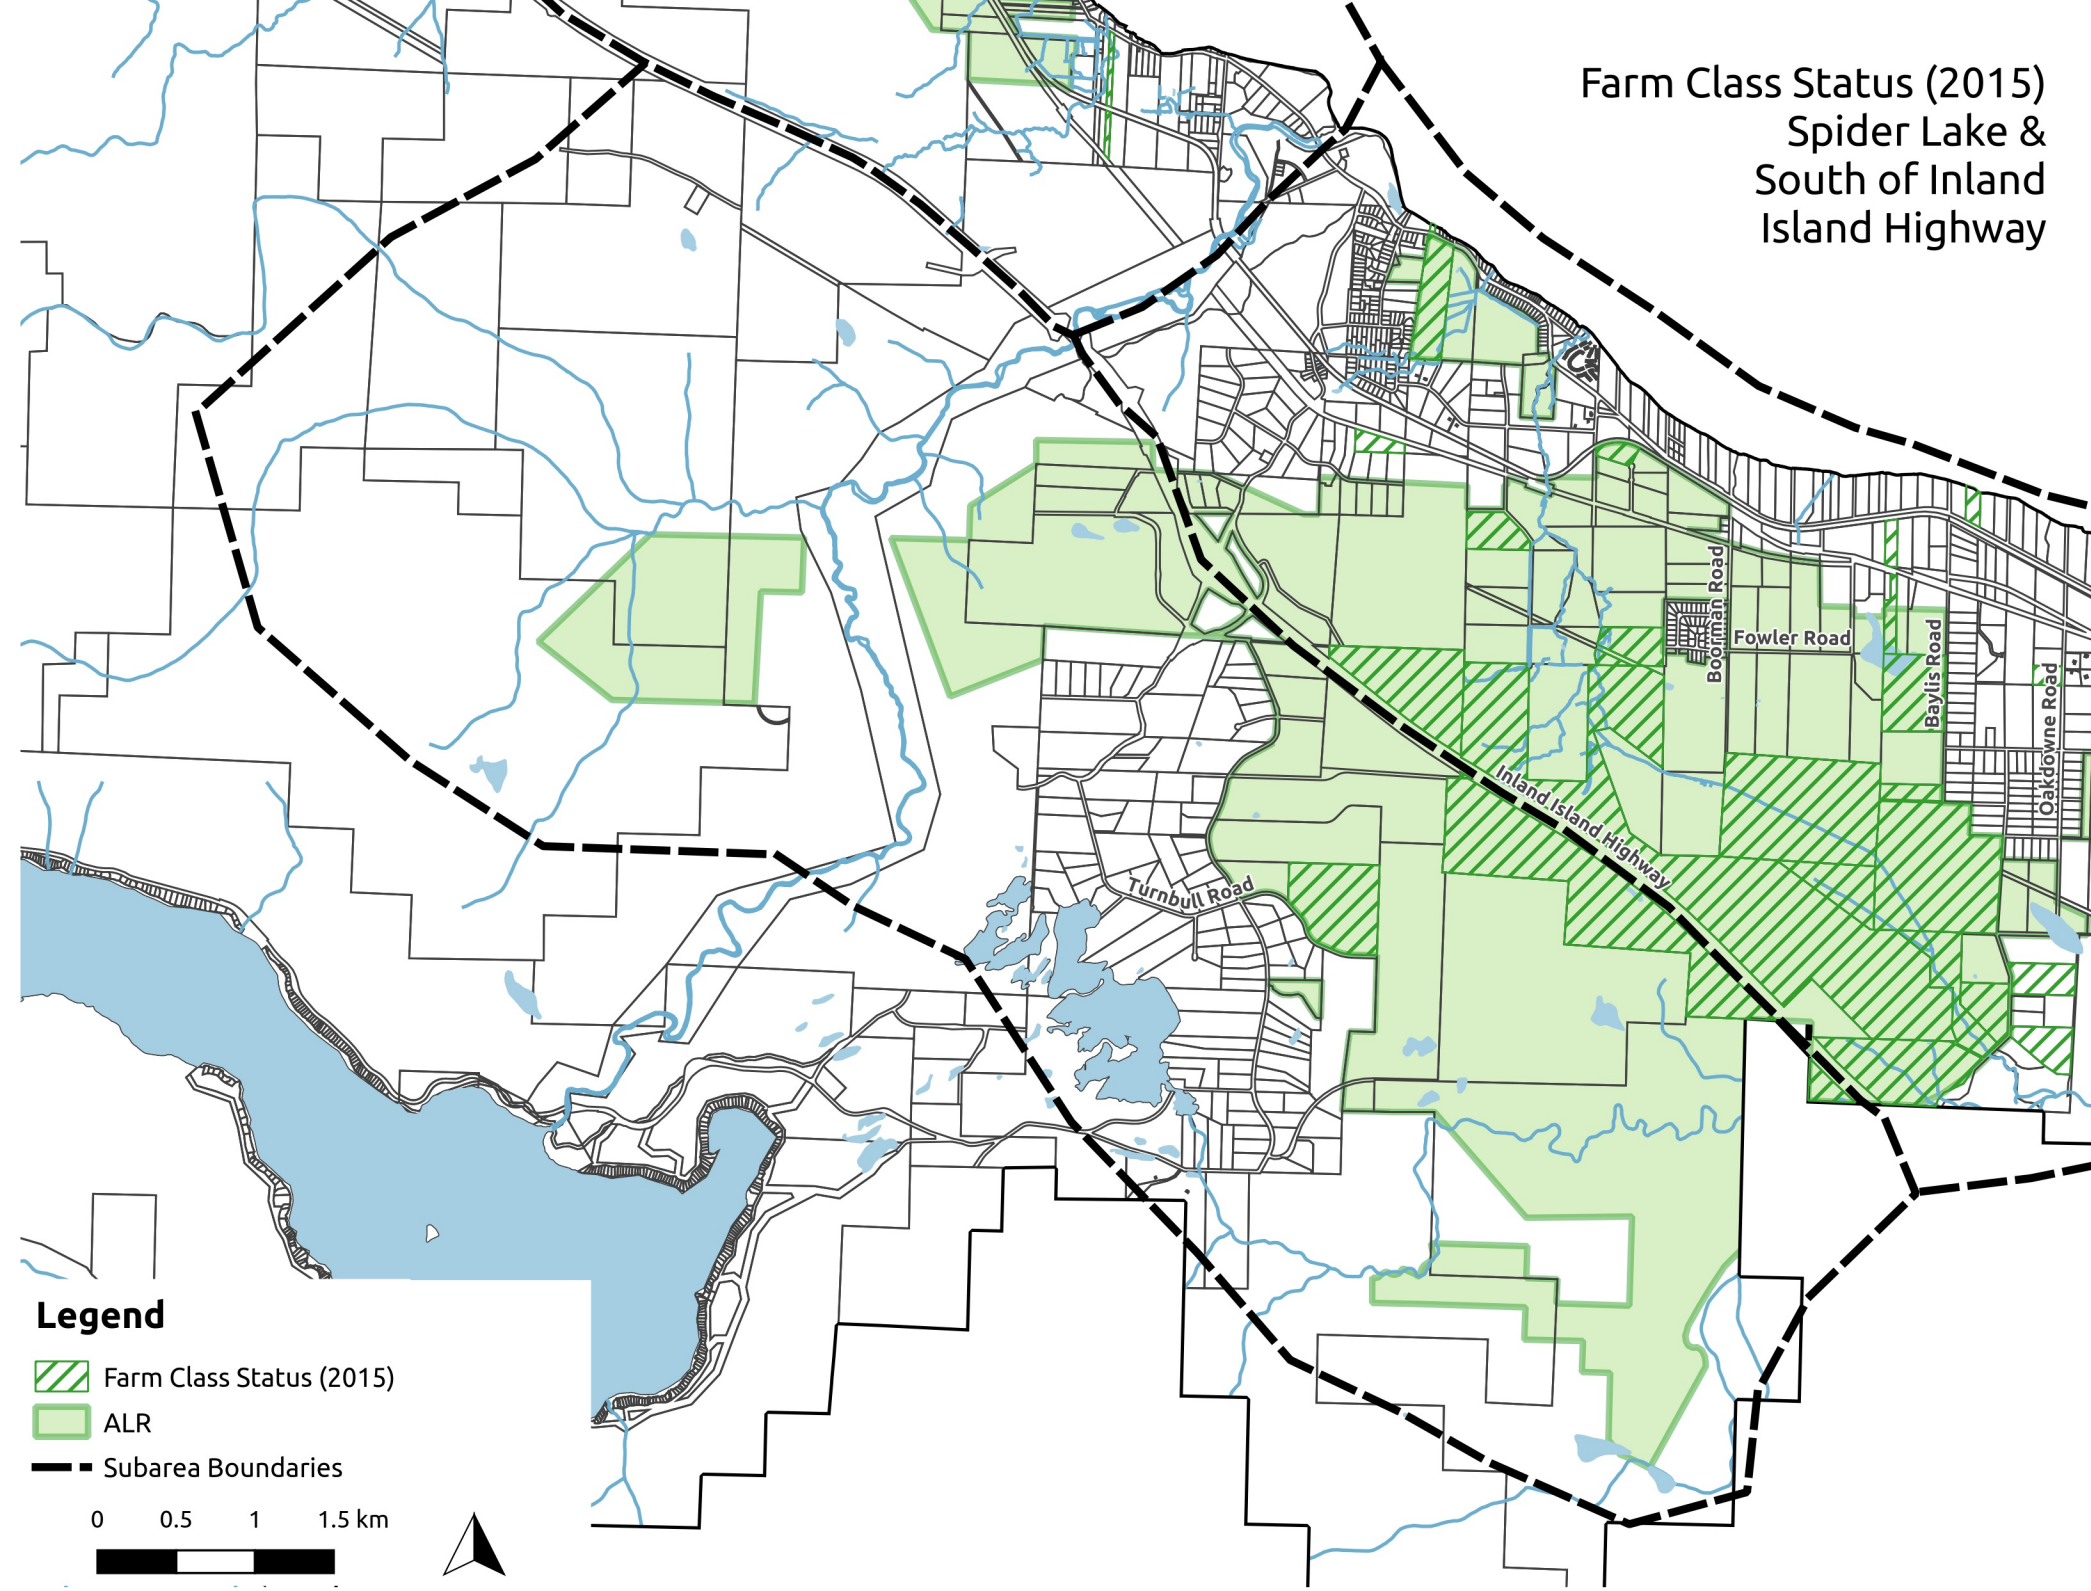 Farm Class Status (2015)
Spider Lake &
South of Inland
Island Highway
Boorman Road
Fowler Road
Baylis Road
Oakdowne Road
Inland Island Highway
Turnbull Road
Legend
Farm Class Status (2015)
ALR
Subarea Boundaries
0 0.5 1 1.5 km